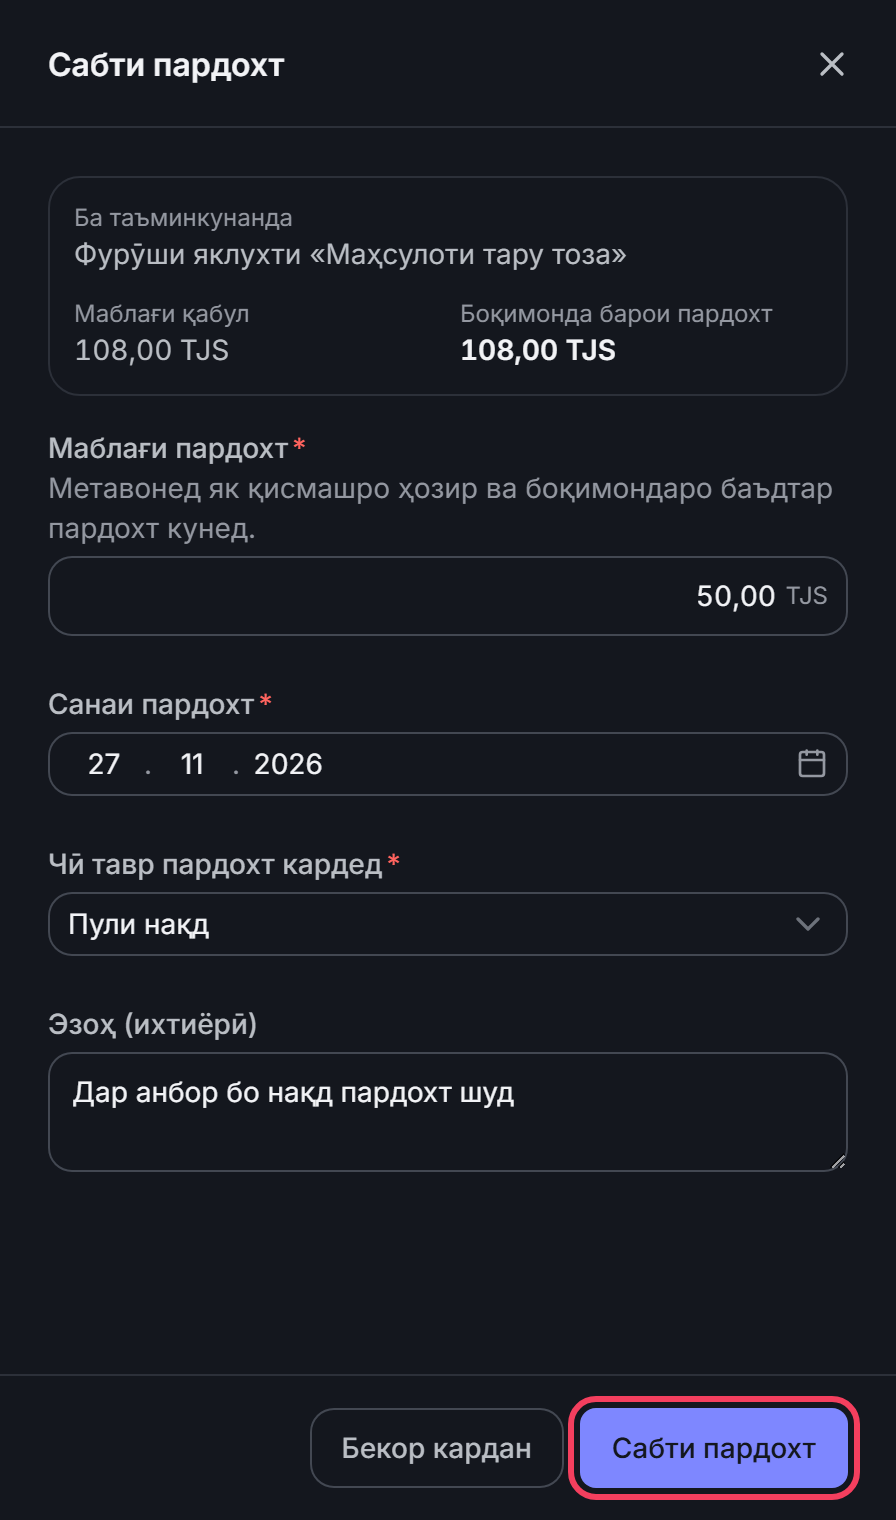 Сабти пардохт
Ба таъминкунанда
Фурӯши яклухти «Маҳсулоти тару тоза»
Маблағи қабул
108,00 TJS
Боқимонда барои пардохт
108,00 TJS
Маблағи пардохт*
Метавонед як қисмашро ҳозир ва боқимондаро баъдтар
пардохт кунед.
50,00 TJS
Санаи пардохт*
27 . 11 . 2026
Чӣ тавр пардохт кардед*
Пули нақд
Эзоҳ (ихтиёрӣ)
Дар анбор бо нақд пардохт шуд
Бекор кардан
Сабти пардохт